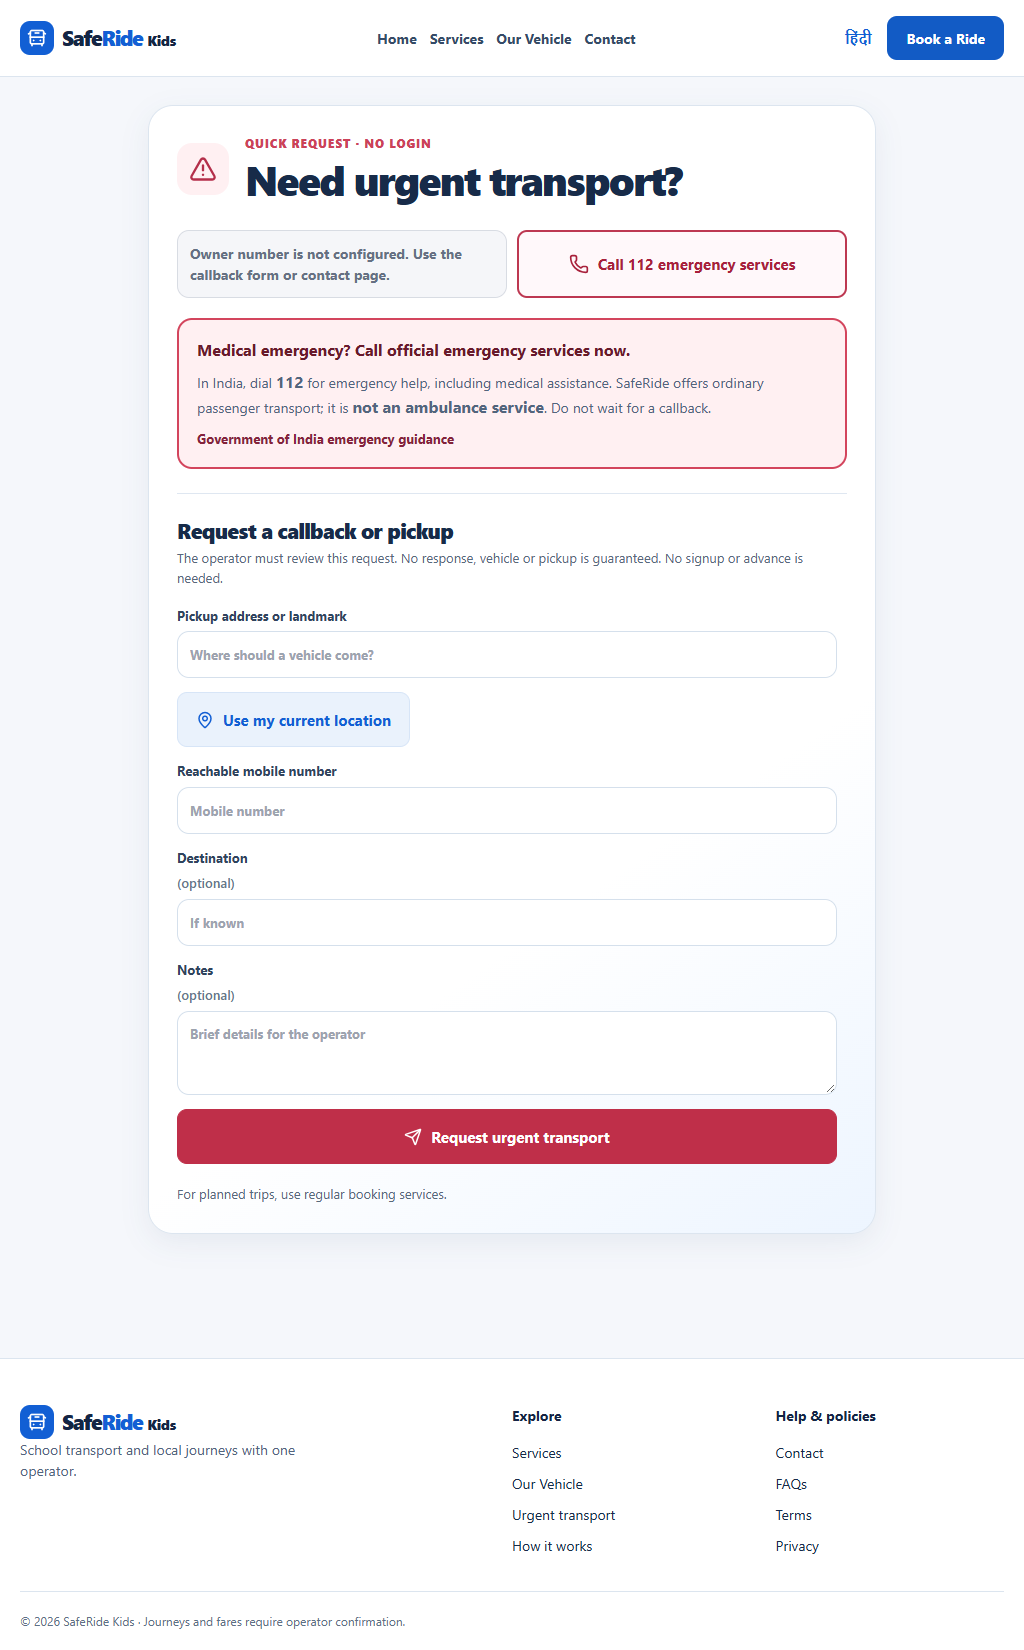 SafeRide Kids
Home Services Our Vehicle Contact
हिंदी
Book a Ride
QUICK REQUEST · NO LOGIN
Need urgent transport?
Owner number is not configured. Use the
callback form or contact page.
Call 112 emergency services
Medical emergency? Call official emergency services now.
In India, dial 112 for emergency help, including medical assistance. SafeRide offers ordinary
passenger transport; it is not an ambulance service. Do not wait for a callback.
Government of India emergency guidance
Request a callback or pickup
The operator must review this request. No response, vehicle or pickup is guaranteed. No signup or advance is
needed.
Pickup address or landmark
Where should a vehicle come?
Use my current location
Reachable mobile number
Mobile number
Destination
(optional)
If known
Notes
(optional)
Brief details for the operator
Request urgent transport
For planned trips, use regular booking services.
SafeRide Kids
School transport and local journeys with one
operator.
Explore
Services
Our Vehicle
Urgent transport
How it works
Help & policies
Contact
FAQs
Terms
Privacy
© 2026 SafeRide Kids · Journeys and fares require operator confirmation.